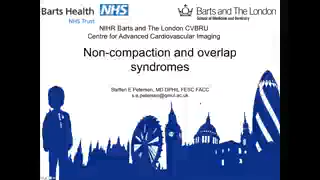 Barts Health NHS
NHS Trust
Barts and The London
School of Medicine and Dentistry
NIHR Barts and The London CVBRU
Centre for Advanced Cardiovascular Imaging
Non-compaction and overlap
syndromes
Steffen E Petersen, MD DPHIL FESC FACC
s.e.petersen@qmul.ac.uk